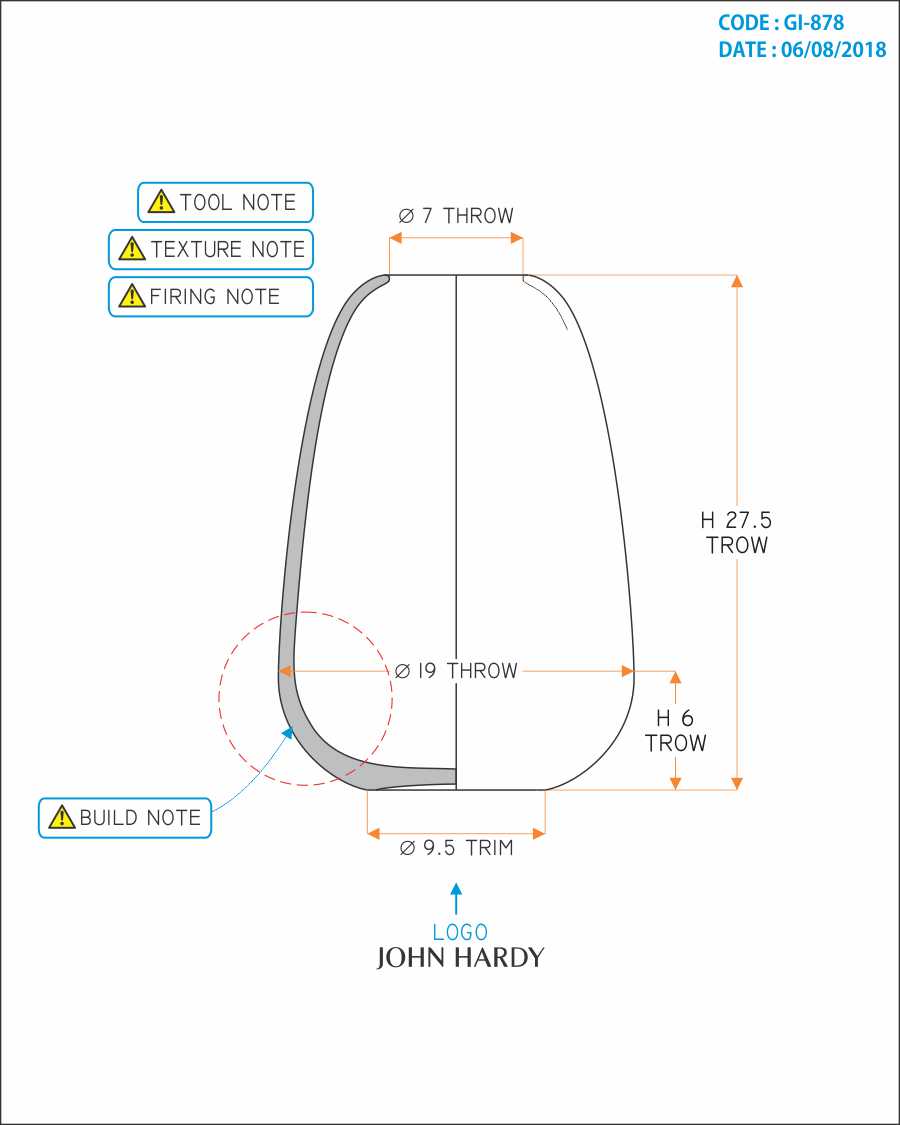 CODE : GI-878
DATE : 06/08/2018
TOOL NOTE
TEXTURE NOTE
FIRING NOTE
Ø 7 THROW
H 27.5
TROW
Ø 19 THROW
H 6
TROW
BUILD NOTE
Ø 9.5 TRIM
LOGO
JOHN HARDY